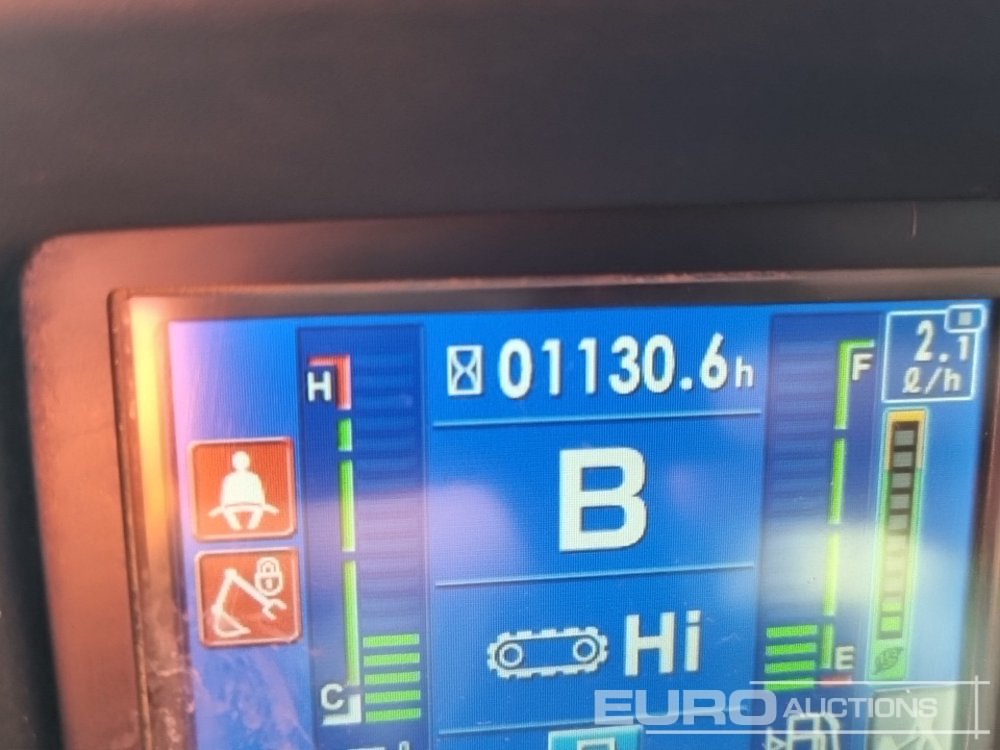 01130.6h
2.1
ℓ/h
H
F
B
Hi
E
C
EURO AUCTIONS